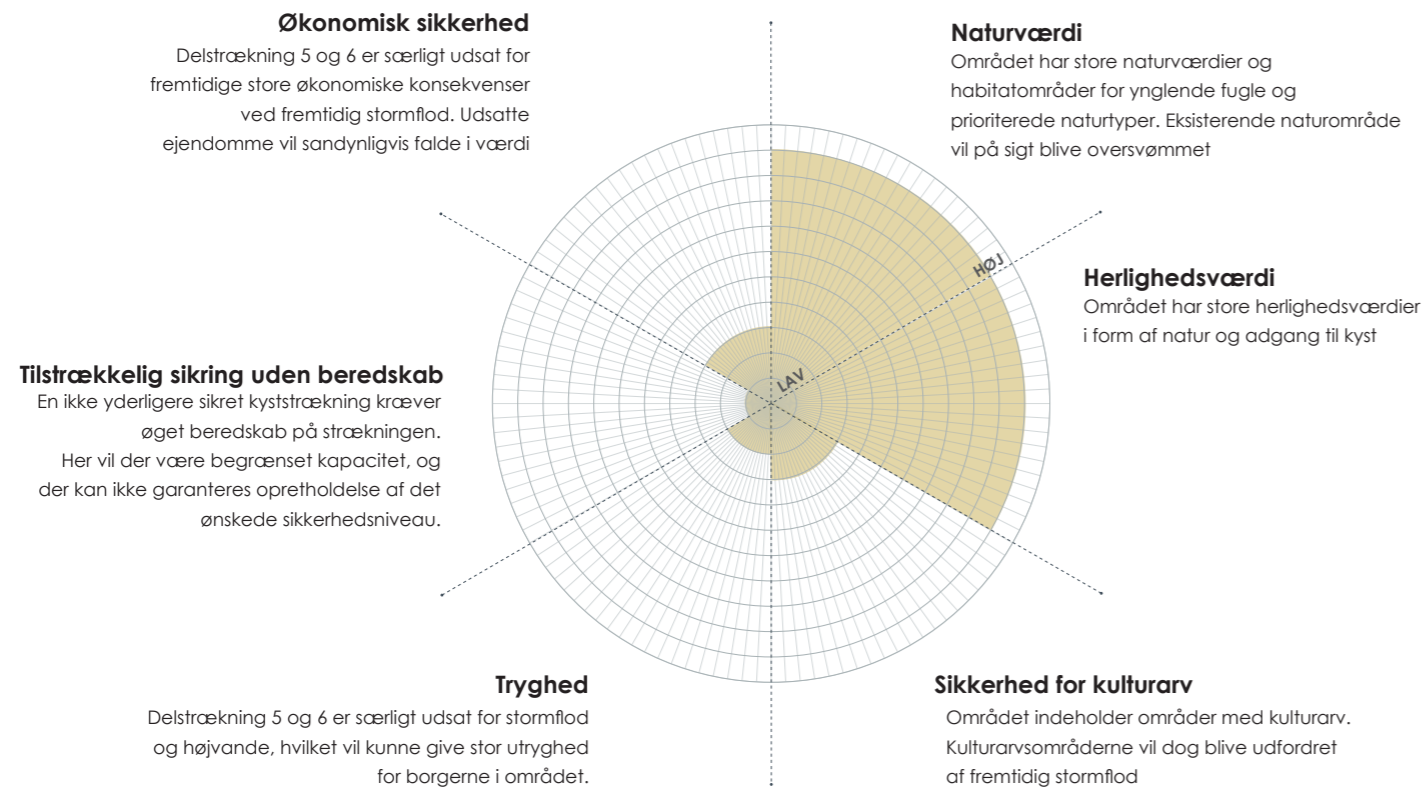 Økonomisk sikkerhed
Delstrækning 5 og 6 er særligt udsat for
fremtidige store økonomiske konsekvenser
ved fremtidig stormflod. Udsatte
ejendomme vil sandynligvis falde i værdi
Naturværdi
Området har store naturværdier og
habitatområder for ynglende fugle og
prioriterede naturtyper. Eksisterende naturområde
vil på sigt blive oversvømmet
HØJ
LAV
Herlighedsværdi
Området har store herlighedsværdier
i form af natur og adgang til kyst
Tilstrækkelig sikring uden beredskab
En ikke yderligere sikret kyststrækning kræver
øget beredskab på strækningen.
Her vil der være begrænset kapacitet, og
der kan ikke garanteres opretholdelse af det
ønskede sikkerhedsniveau.
Tryghed
Delstrækning 5 og 6 er særligt udsat for stormflod
og højvande, hvilket vil kunne give stor utryghed
for borgerne i området.
Sikkerhed for kulturarv
Området indeholder områder med kulturarv.
Kulturarvsområderne vil dog blive udfordret
af fremtidig stormflod